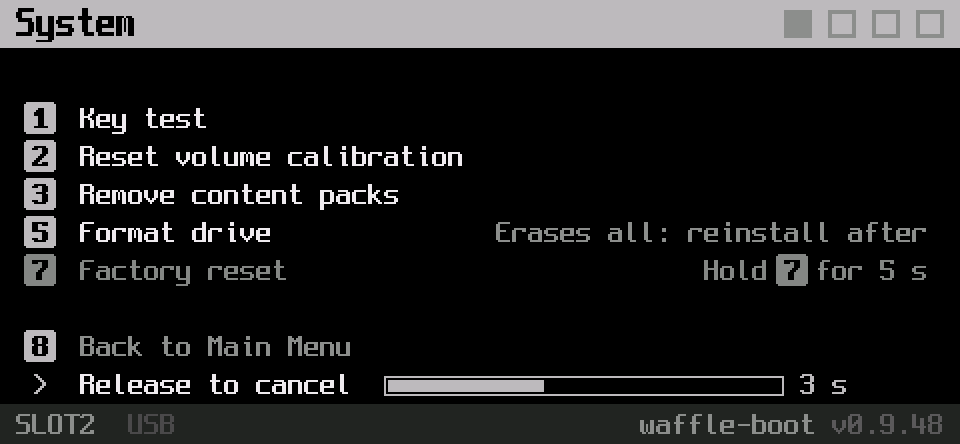 System
1 Key test
2 Reset volume calibration
3 Remove content packs
5 Format drive Erases all: reinstall after
7 Factory reset Hold 7 for 5 s
8 Back to Main Menu
> Release to cancel 3 s
SLOT2 USB waffle-boot v0.9.48